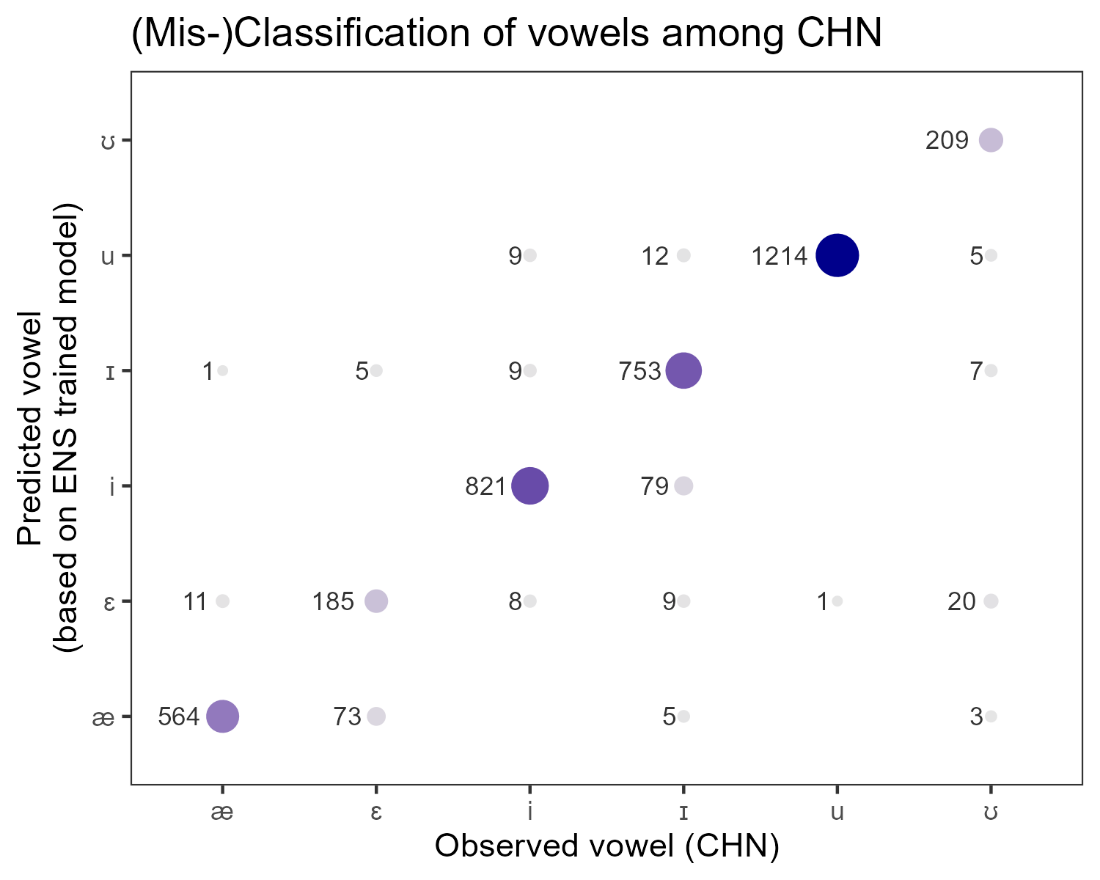 (Mis-)Classification of vowels among CHN
Predicted vowel
(based on ENS trained model)
ʊ 209
u 9 12 1214 5
ɪ 1 5 9 753 7
i 821 79
ε 11 185 8 9 1 20
æ 564 73 5 3
æ ε i ɪ u ʊ
Observed vowel (CHN)